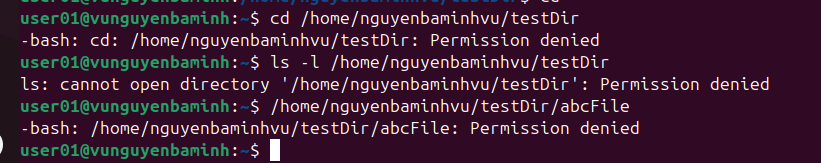 user01@vunguyenbaminh:~$ cd /home/nguyenbaminhvu/testDir
-bash: cd: /home/nguyenbaminhvu/testDir: Permission denied
user01@vunguyenbaminh:~$ ls -l /home/nguyenbaminhvu/testDir
ls: cannot open directory '/home/nguyenbaminhvu/testDir': Permission denied
user01@vunguyenbaminh:~$ /home/nguyenbaminhvu/testDir/abcFile
-bash: /home/nguyenbaminhvu/testDir/abcFile: Permission denied
user01@vunguyenbaminh:~$